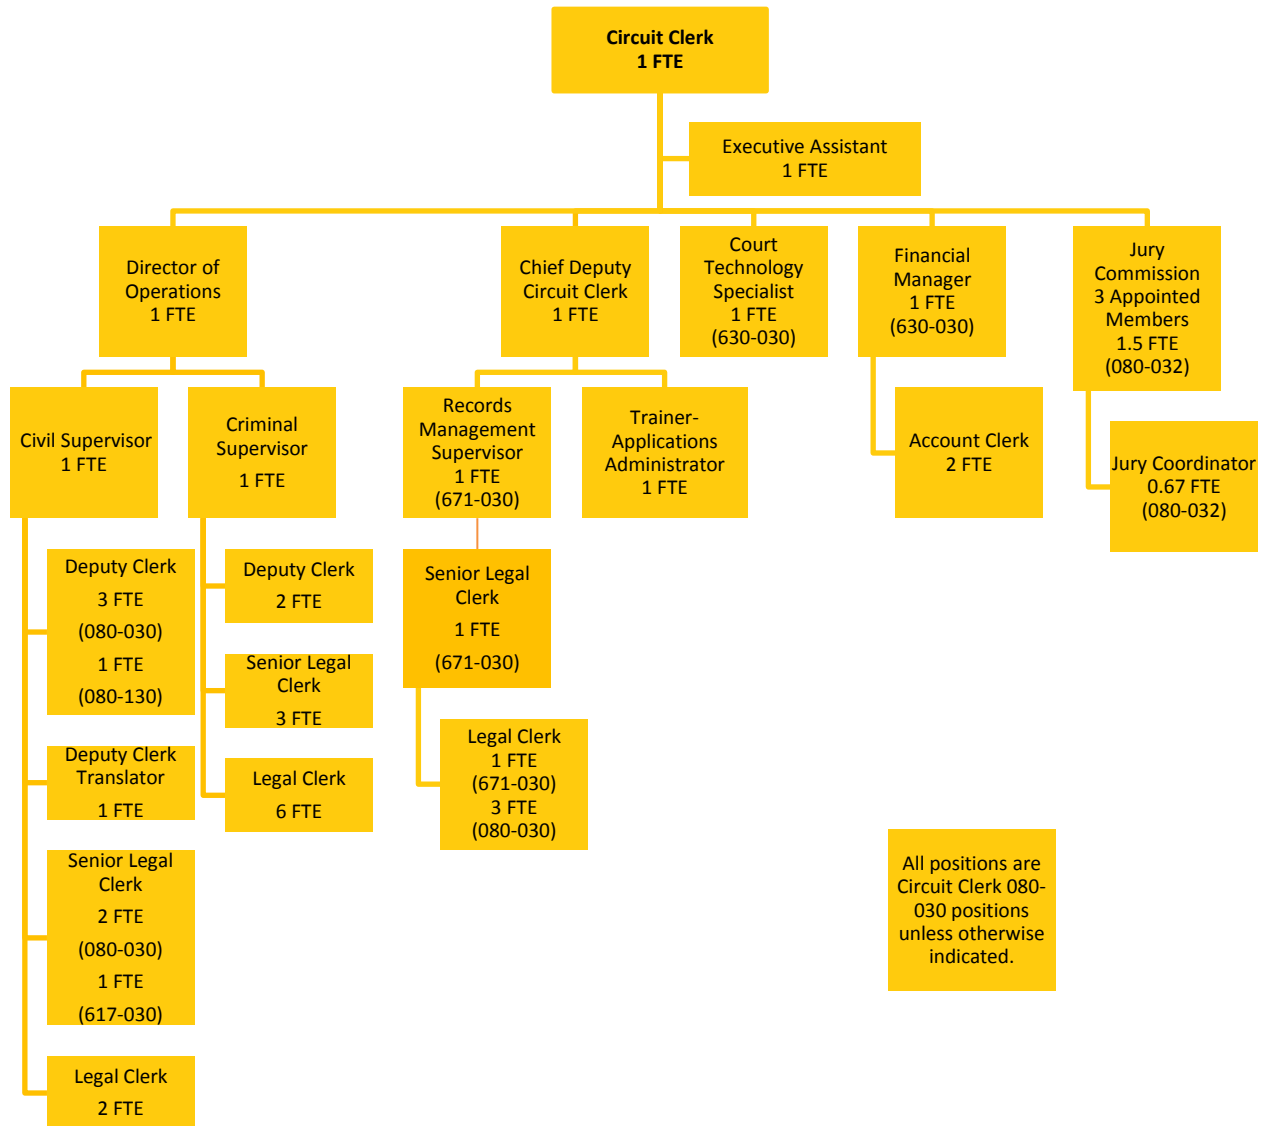 Circuit Clerk
1 FTE
Executive Assistant
1 FTE
Director of
Operations
1 FTE
Chief Deputy
Circuit Clerk
1 FTE
Court
Technology
Specialist
1 FTE
(630-030)
Financial
Manager
1 FTE
(630-030)
Jury
Commission
3 Appointed
Members
1.5 FTE
(080-032)
Civil Supervisor
1 FTE
Criminal
Supervisor
1 FTE
Records
Management
Supervisor
1 FTE
(671-030)
Trainer-
Applications
Administrator
1 FTE
Account Clerk
2 FTE
Jury Coordinator
0.67 FTE
(080-032)
Deputy Clerk
3 FTE
(080-030)
1 FTE
(080-130)
Deputy Clerk
Translator
1 FTE
Senior Legal
Clerk
2 FTE
(080-030)
1 FTE
(617-030)
Legal Clerk
2 FTE
Deputy Clerk
2 FTE
Senior Legal
Clerk
3 FTE
Legal Clerk
6 FTE
Senior Legal
Clerk
1 FTE
(671-030)
Legal Clerk
1 FTE
(671-030)
3 FTE
(080-030)
All positions are
Circuit Clerk 080-
030 positions
unless otherwise
indicated.